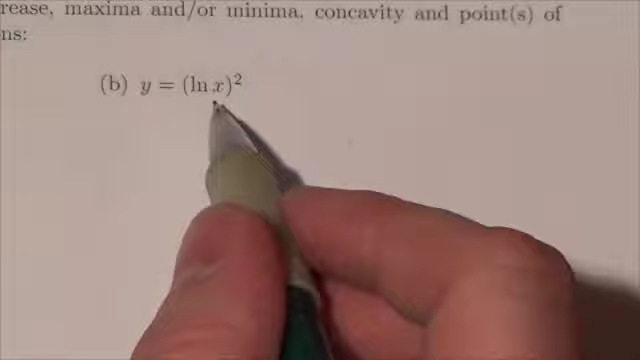 rease, maxima and/or minima, concavity and point(s) of
ns:
(b) y = (ln x)²